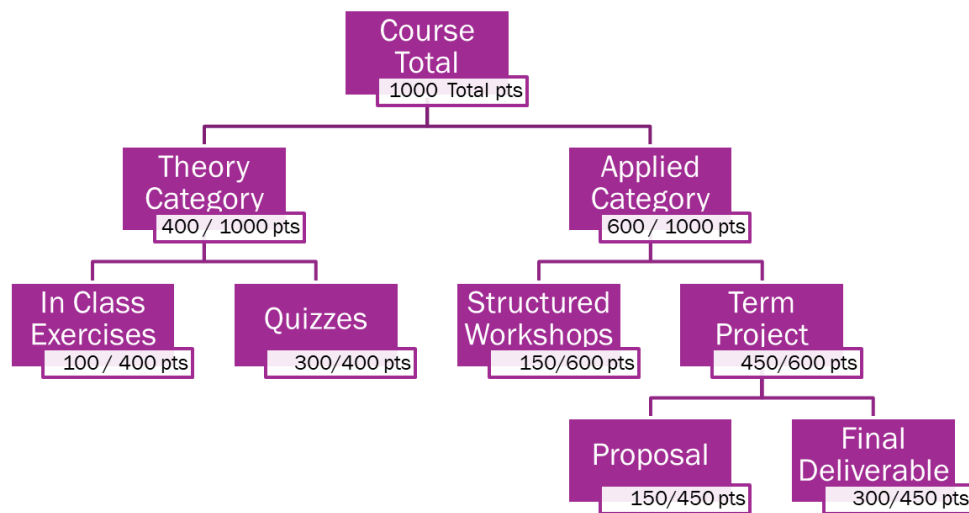 Course
Total
1000 Total pts
Theory
Category
400 / 1000 pts
Applied
Category
600 / 1000 pts
In Class
Exercises
100 / 400 pts
Quizzes
300/400 pts
Structured
Workshops
150/600 pts
Term
Project
450/600 pts
Proposal
150/450 pts
Final
Deliverable
300/450 pts